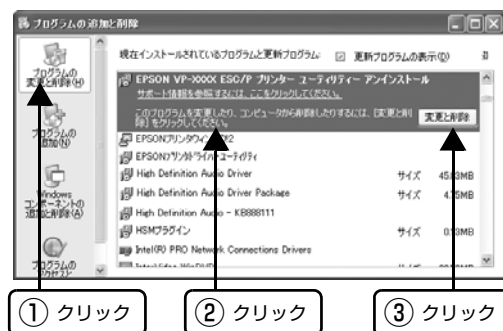 プログラムの追加と削除
プログラムの
変更と削除(H)
プログラムの
追加(N)
Windows
コンポーネントの
追加と削除(A)
プログラムの
アクセスと
現在インストールされているプログラムと更新プログラム:
更新プログラムの表示(D)
EPSON VP-XXXX ESC/P プリンター ユーティリティー アンインストール
サポート情報を参照するには、ここをクリックしてください。
このプログラムを変更したり、コンピュータから削除したりするには、[変更と削
除] をクリックしてください。
変更と削除
EPSONプリンタウィンドウ!2
EPSONプリンタドライバ・ユーティリティ
High Definition Audio Driver サイズ 45.13MB
High Definition Audio Driver Package サイズ 4.75MB
High Definition Audio - KB888111
HSMプラグイン サイズ 0.13MB
Intel(R) PRO Network Connections Drivers
① クリック
② クリック
③ クリック